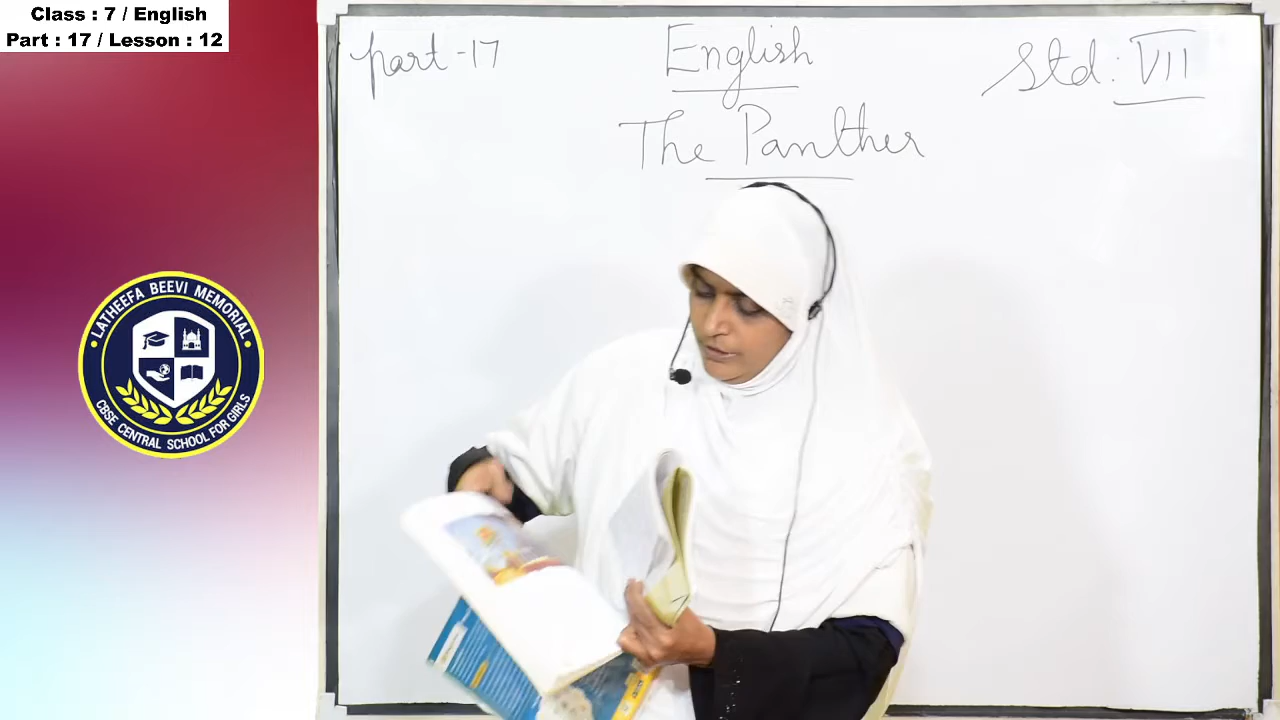 Class : 7 / English
Part : 17 / Lesson : 12
part -17
English
Std: VII
The Panther
LATHEEFA BEEVI MEMORIAL
CBSE CENTRAL SCHOOL FOR GIRLS